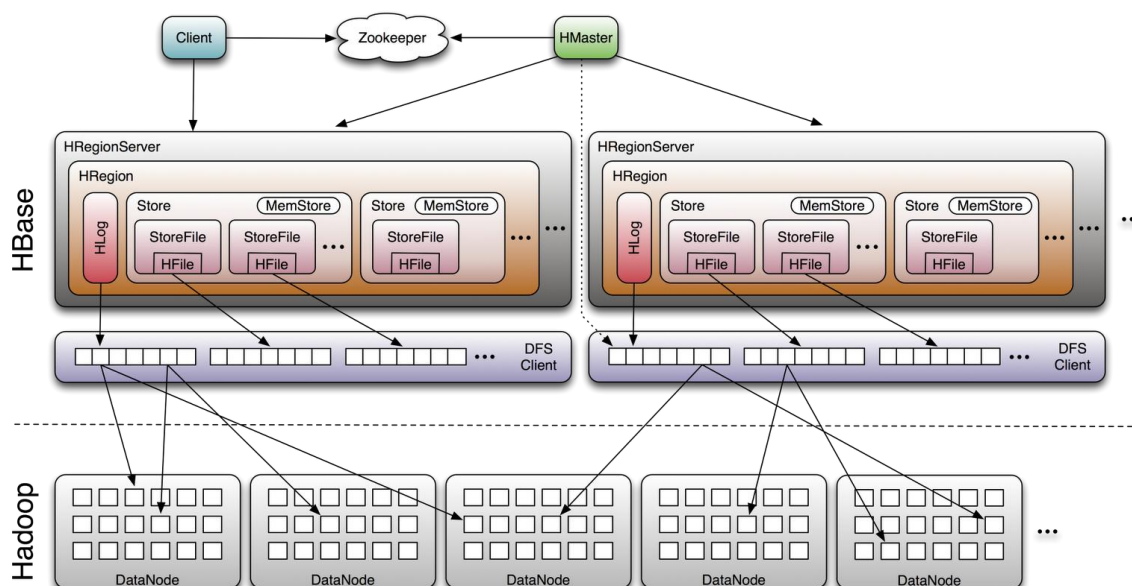 Client
Zookeeper
HMaster
HBase
HRegionServer
HRegion
HLog
Store
MemStore
StoreFile
HFile
StoreFile
HFile
...
Store
MemStore
StoreFile
HFile
...
...
HRegionServer
HRegion
HLog
Store
MemStore
StoreFile
HFile
StoreFile
HFile
...
Store
MemStore
StoreFile
HFile
...
...
...
...
DFS
Client
...
DFS
Client
Hadoop
DataNode
DataNode
DataNode
DataNode
DataNode
...